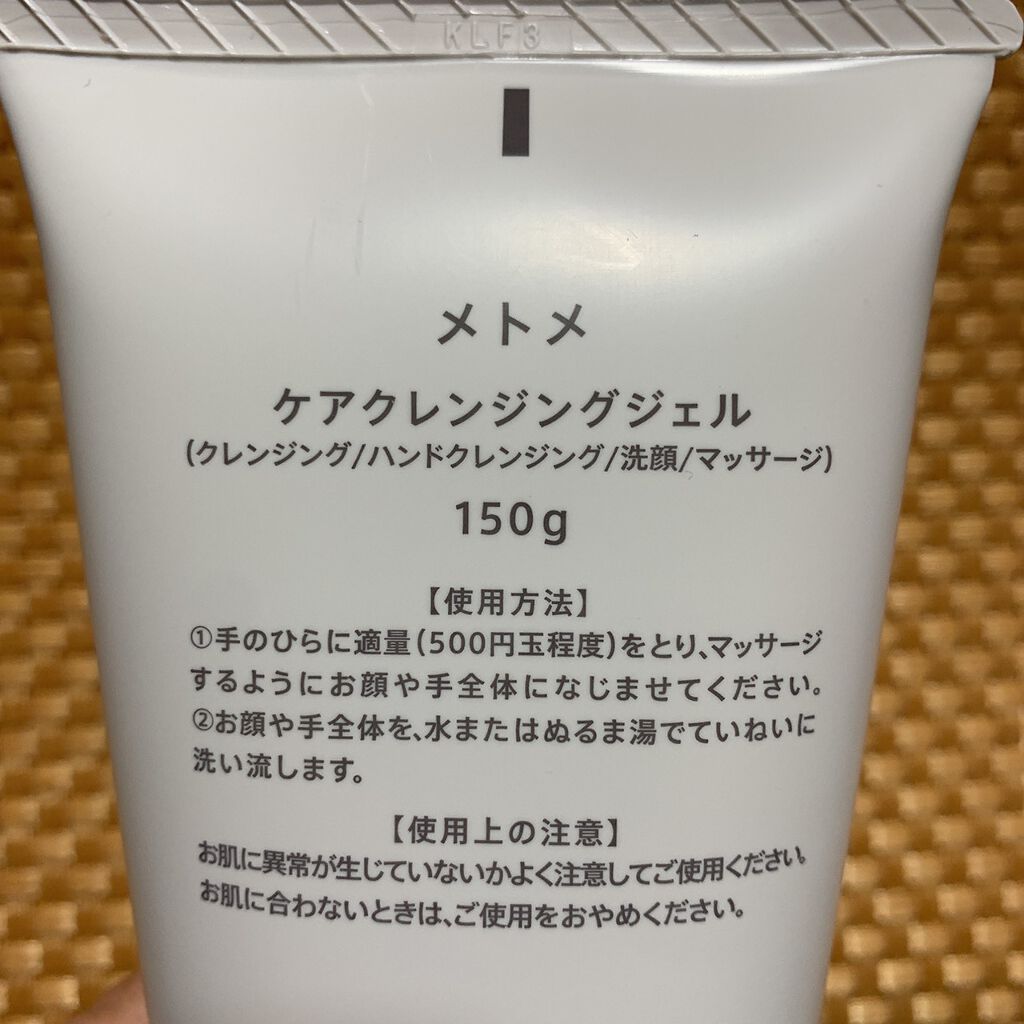 KLF3
メトメ
ケアクレンジングジェル
(クレンジング/ハンドクレンジング/洗顔/マッサージ)
150g
【使用方法】
①手のひらに適量(500円玉程度)をとり、マッサージ
するようにお顔や手全体になじませてください。
②お顔や手全体を、水またはぬるま湯でていねいに
洗い流します。
【使用上の注意】
お肌に異常が生じていないかよく注意してご使用ください。
お肌に合わないときは、ご使用をおやめください。